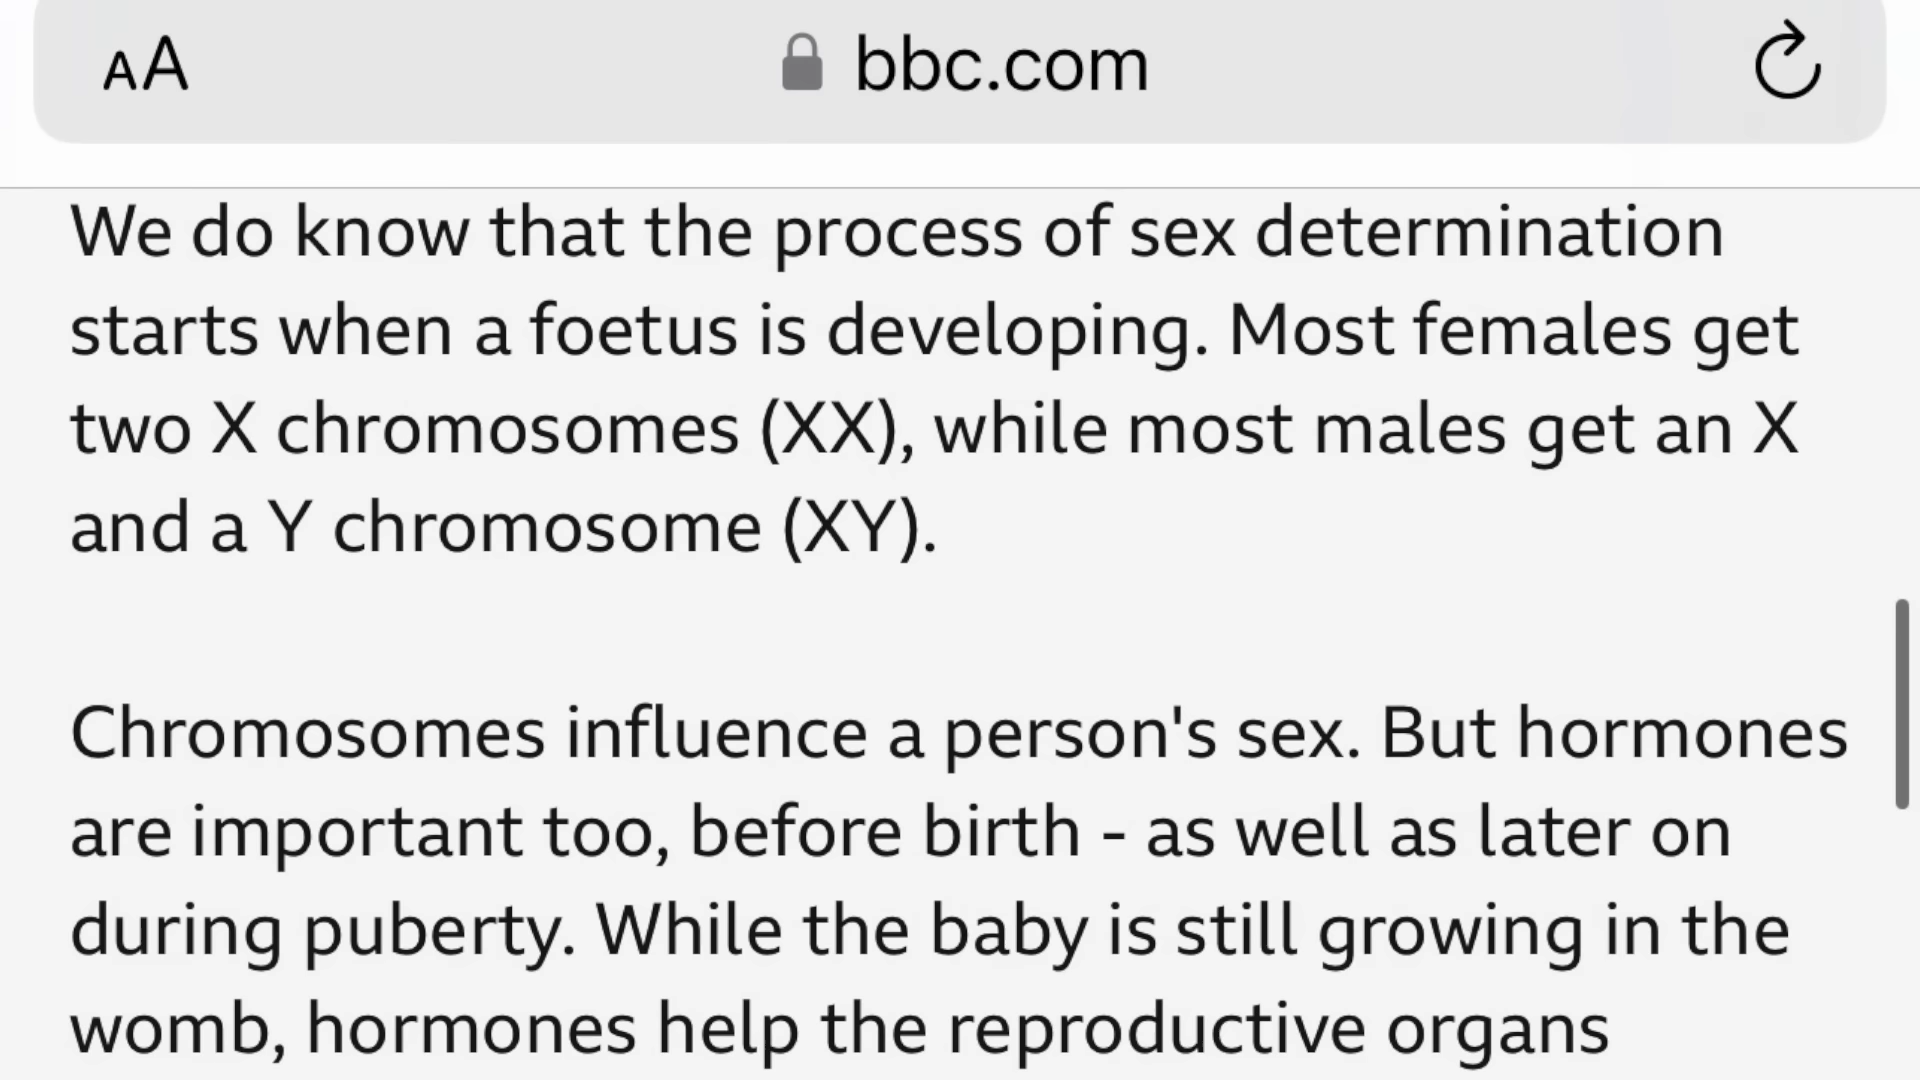 AA bbc.com
We do know that the process of sex determination
starts when a foetus is developing. Most females get
two X chromosomes (XX), while most males get an X
and a Y chromosome (XY).
Chromosomes influence a person's sex. But hormones
are important too, before birth - as well as later on
during puberty. While the baby is still growing in the
womb, hormones help the reproductive organs